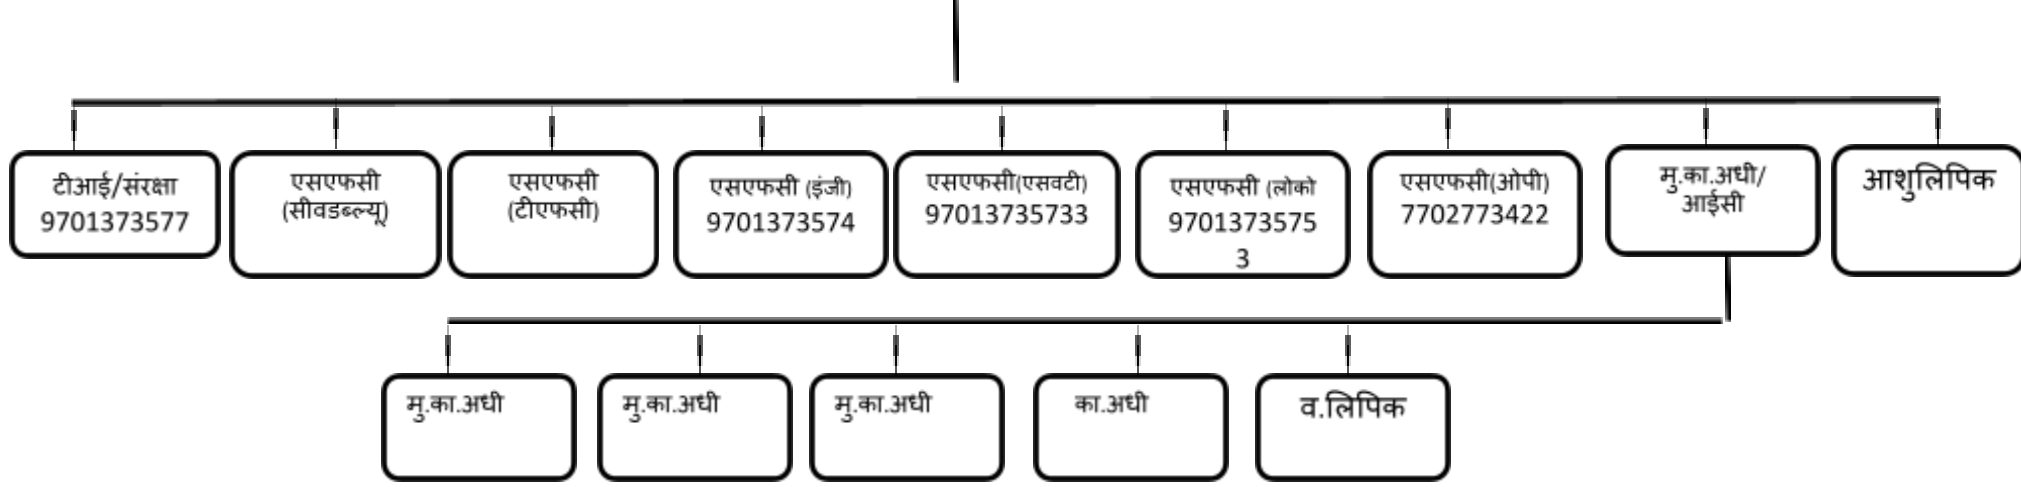 टीआई/संरक्षा
9701373577
एसएफसी
(सीवडब्ल्यू)
एसएफसी
(टीएफसी)
एसएफसी (इंजी)
9701373574
एसएफसी(एसवटी)
97013735733
एसएफसी (लोको
9701373575
3
एसएफसी(ओपी)
7702773422
मु.का.अधी/
आईसी
आशुलिपिक
मु.का.अधी
मु.का.अधी
मु.का.अधी
का.अधी
व.लिपिक